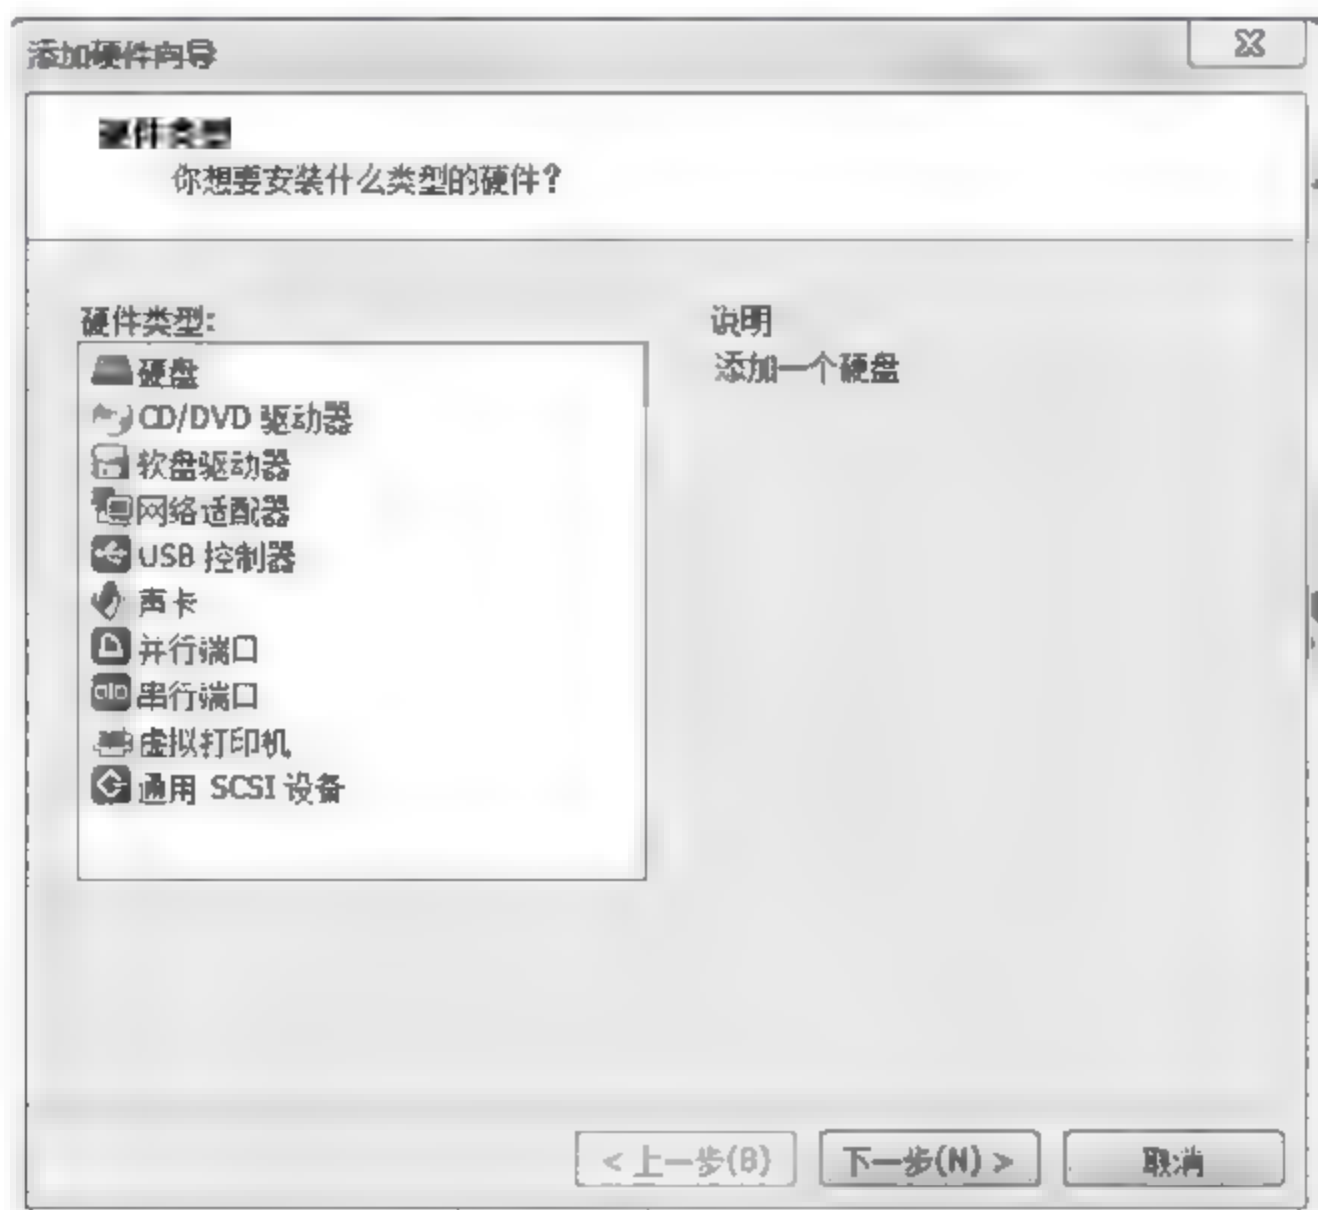 添加硬件向导
硬件类型
你想要安装什么类型的硬件?
硬件类型:
硬盘
CD/DVD 驱动器
软盘驱动器
网络适配器
USB 控制器
声卡
并行端口
串行端口
虚拟打印机
通用 SCSI 设备
说明
添加一个硬盘
< 上一步(B)
下一步(N) >
取消